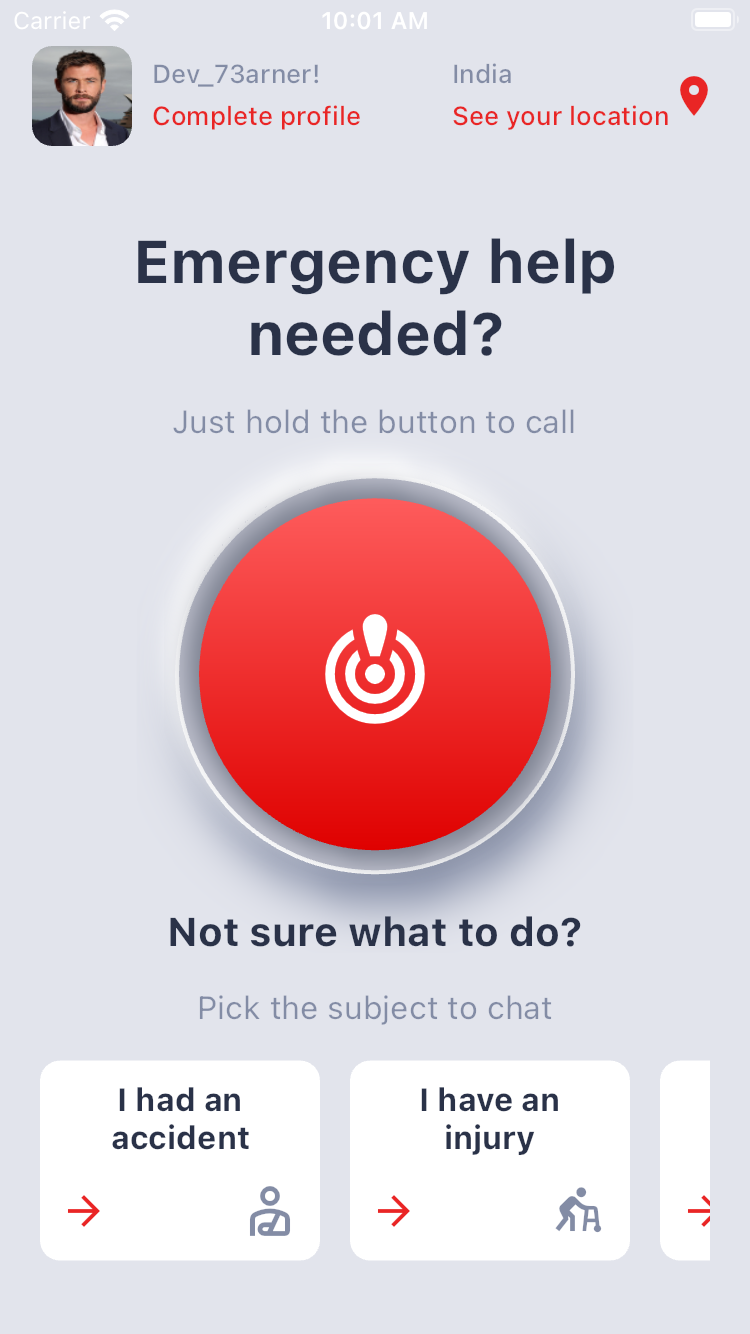 Carrier 10:01 AM
Dev_73arner!
India
Complete profile
See your location
Emergency help
needed?
Just hold the button to call
Not sure what to do?
Pick the subject to chat
I had an
accident
I have an
injury